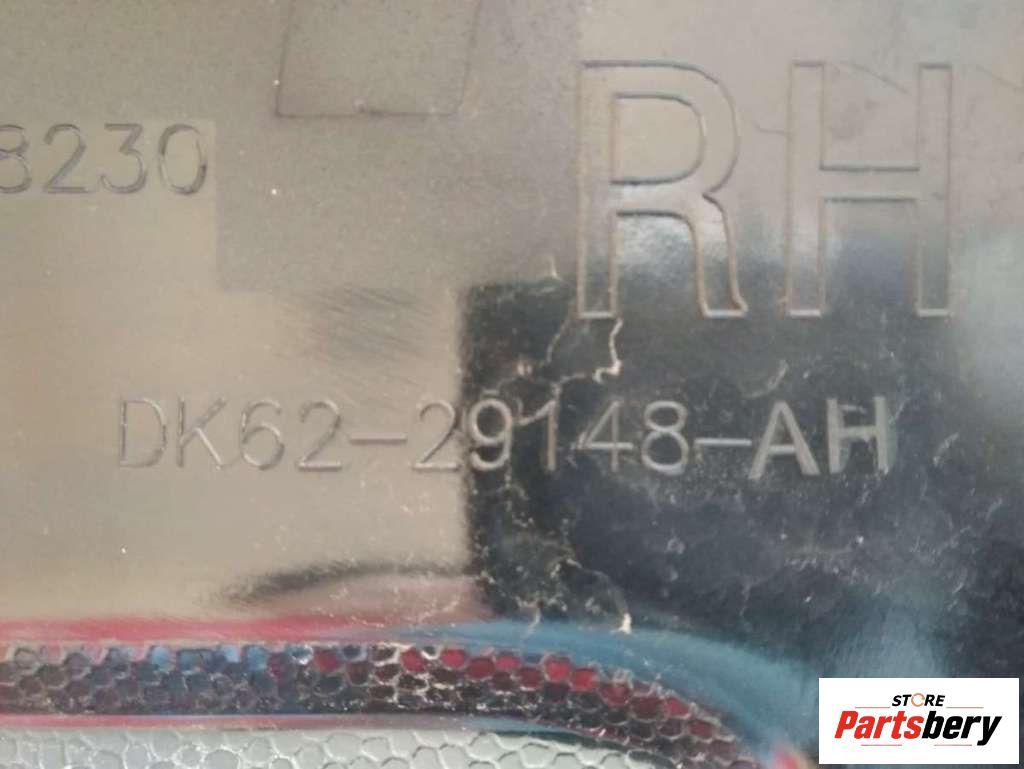 8230
RH
DK62-29148-AH
STORE
Partsbery